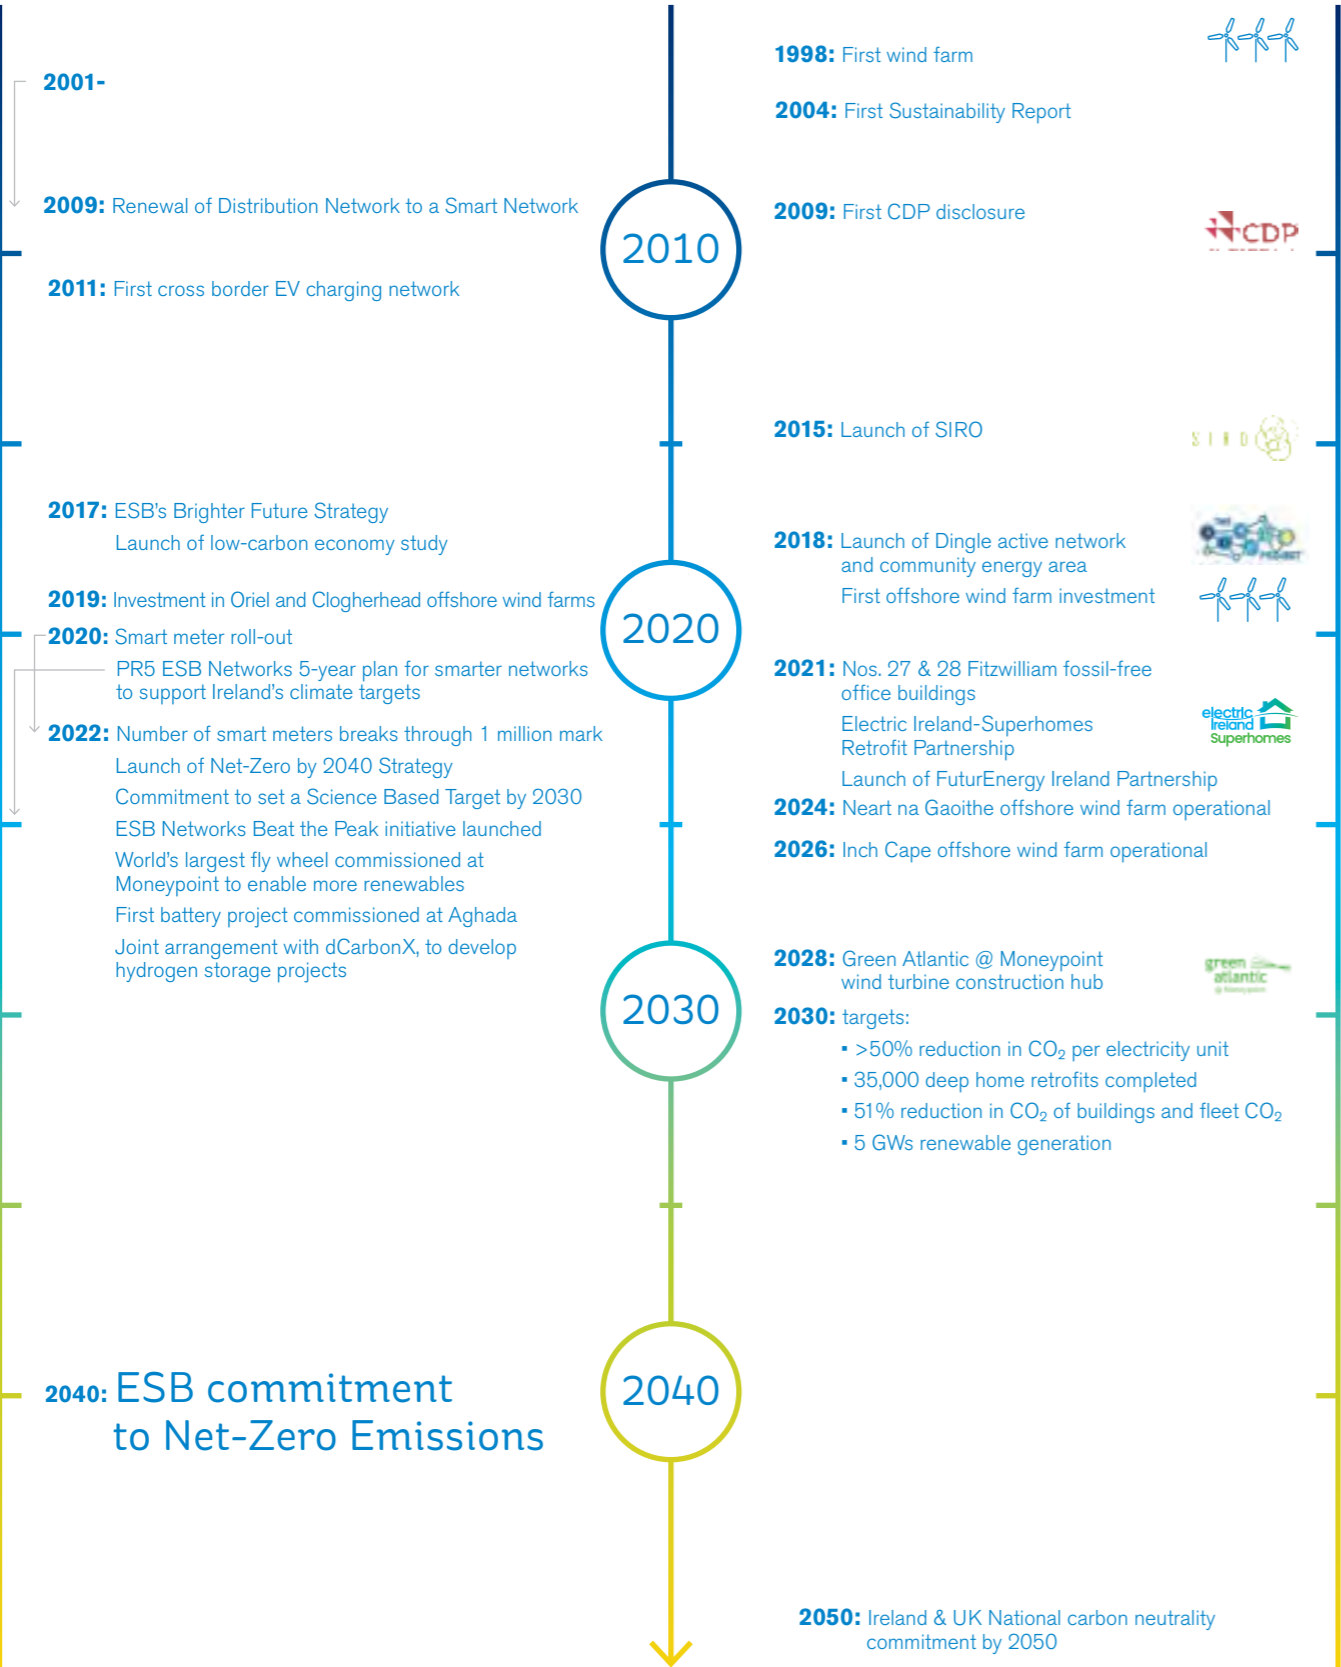 2001-
2009: Renewal of Distribution Network to a Smart Network
2011: First cross border EV charging network
2017: ESB's Brighter Future Strategy
Launch of low-carbon economy study
2019: Investment in Oriel and Clogherhead offshore wind farms
2020: Smart meter roll-out
PR5 ESB Networks 5-year plan for smarter networks
to support Ireland's climate targets
2022: Number of smart meters breaks through 1 million mark
Launch of Net-Zero by 2040 Strategy
Commitment to set a Science Based Target by 2030
ESB Networks Beat the Peak initiative launched
World's largest fly wheel commissioned at
Moneypoint to enable more renewables
First battery project commissioned at Aghada
Joint arrangement with dCarbonX, to develop
hydrogen storage projects
2040: ESB commitment
to Net-Zero Emissions
2010
2020
2030
2040
1998: First wind farm
2004: First Sustainability Report
2009: First CDP disclosure
CDP
2015: Launch of SIRO
SIRO
2018: Launch of Dingle active network
and community energy area
First offshore wind farm investment
2021: Nos. 27 & 28 Fitzwilliam fossil-free
office buildings
Electric Ireland-Superhomes
Retrofit Partnership
electric
Ireland
Superhomes
Launch of FuturEnergy Ireland Partnership
2024: Neart na Gaoithe offshore wind farm operational
2026: Inch Cape offshore wind farm operational
2028: Green Atlantic @ Moneypoint
wind turbine construction hub
green
atlantic
@ Moneypoint
2030: targets:
▪ >50% reduction in CO₂ per electricity unit
▪ 35,000 deep home retrofits completed
▪ 51% reduction in CO₂ of buildings and fleet CO₂
▪ 5 GWs renewable generation
2050: Ireland & UK National carbon neutrality
commitment by 2050